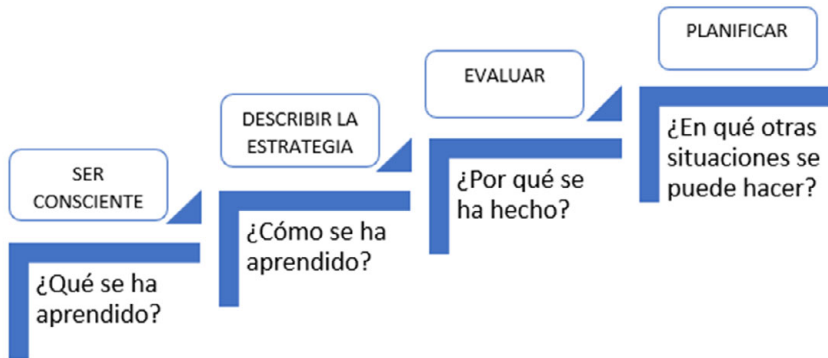 SER
CONSCIENTE
¿Qué se ha
aprendido?
DESCRIBIR LA
ESTRATEGIA
¿Cómo se ha
aprendido?
EVALUAR
¿Por qué se
ha hecho?
PLANIFICAR
¿En qué otras
situaciones se
puede hacer?